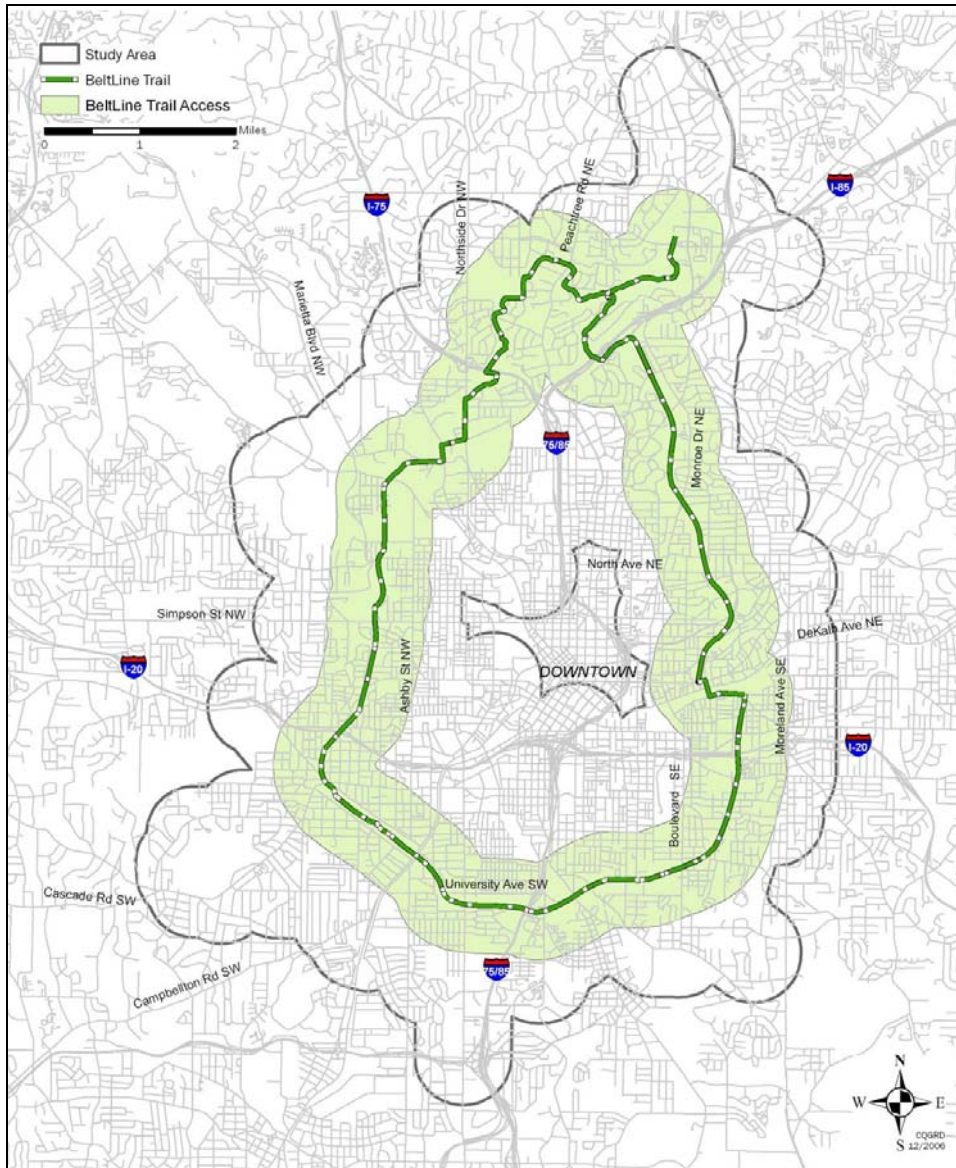 Study Area
BeltLine Trail
BeltLine Trail Access
Miles
0 1 2
I-75
I-85
Northside Dr NW
Peachtree Rd NE
Marietta Blvd NW
75/85
Monroe Dr NE
North Ave NE
Simpson St NW
DeKalb Ave NE
I-20
DOWNTOWN
Ashby St NW
Moreland Ave SE
I-20
Boulevard SE
University Ave SW
Cascade Rd SW
75/85
Campbellton Rd SW
N
W E
S
CQGRD
12/2006